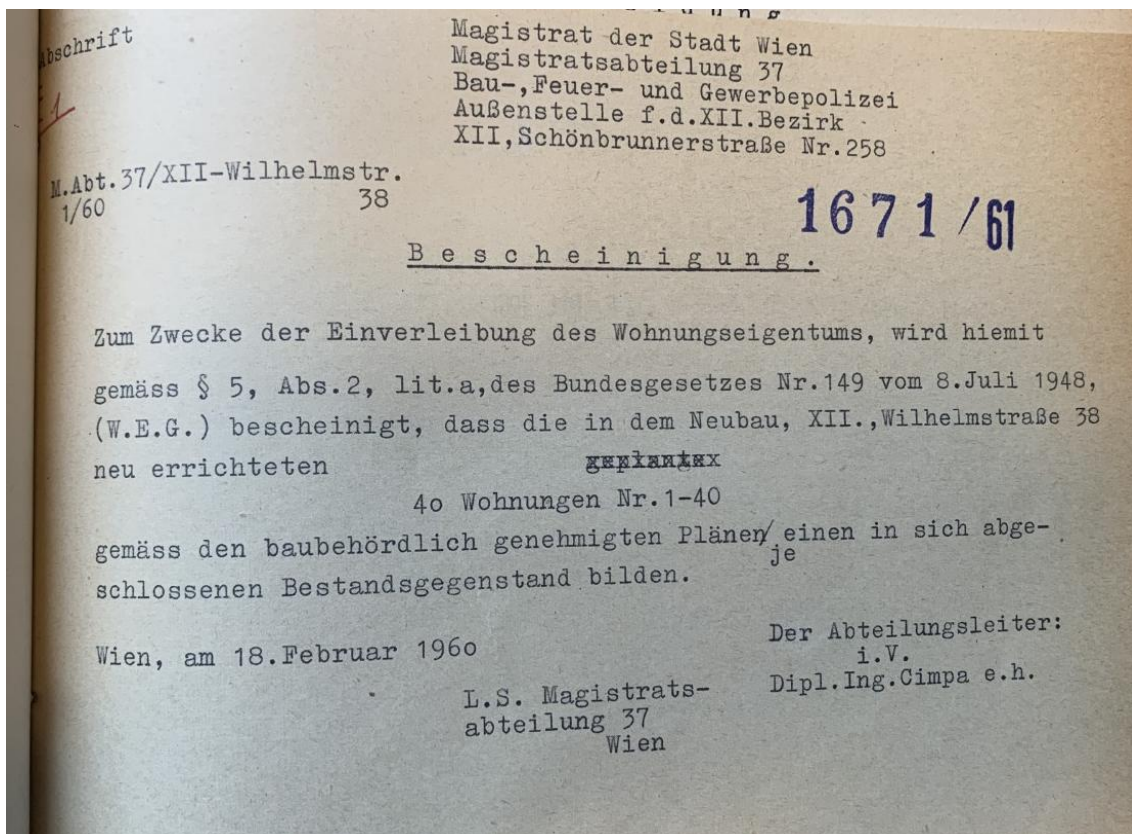 Abschrift
Magistrat der Stadt Wien
Magistratsabteilung 37
Bau-,Feuer- und Gewerbepolizei
Außenstelle f.d.XII.Bezirk
XII,Schönbrunnerstraße Nr.258
M.Abt.37/XII-Wilhelmstr.
1/60 38
1671/61
Bescheinigung.
Zum Zwecke der Einverleibung des Wohnungseigentums, wird hiemit
gemäss § 5, Abs.2, lit.a,des Bundesgesetzes Nr.149 vom 8.Juli 1948,
(W.E.G.) bescheinigt, dass die in dem Neubau, XII.,Wilhelmstraße 38
neu errichteten
4o Wohnungen Nr.1-40
gemäss den baubehördlich genehmigten Plänen/ einen in sich abge-
je
schlossenen Bestandsgegenstand bilden.
Wien, am 18.Februar 196o
Der Abteilungsleiter:
i.V.
Dipl.Ing.Cimpa e.h.
L.S. Magistrats-
abteilung 37
Wien